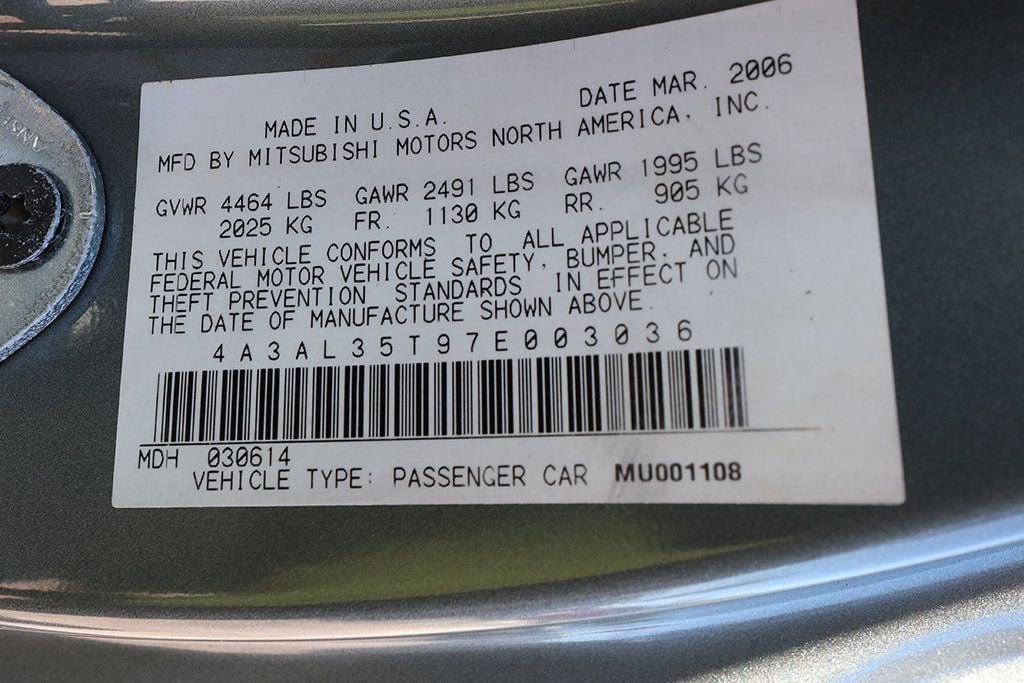 MADE IN U.S.A. DATE MAR. 2006
MFD BY MITSUBISHI MOTORS NORTH AMERICA, INC.
GVWR 4464 LBS GAWR 2491 LBS GAWR 1995 LBS
2025 KG FR. 1130 KG RR. 905 KG
THIS VEHICLE CONFORMS TO ALL APPLICABLE
FEDERAL MOTOR VEHICLE SAFETY, BUMPER, AND
THEFT PREVENTION STANDARDS IN EFFECT ON
THE DATE OF MANUFACTURE SHOWN ABOVE.
4A3AL35T97E003036
MDH 030614
VEHICLE TYPE: PASSENGER CAR MU001108